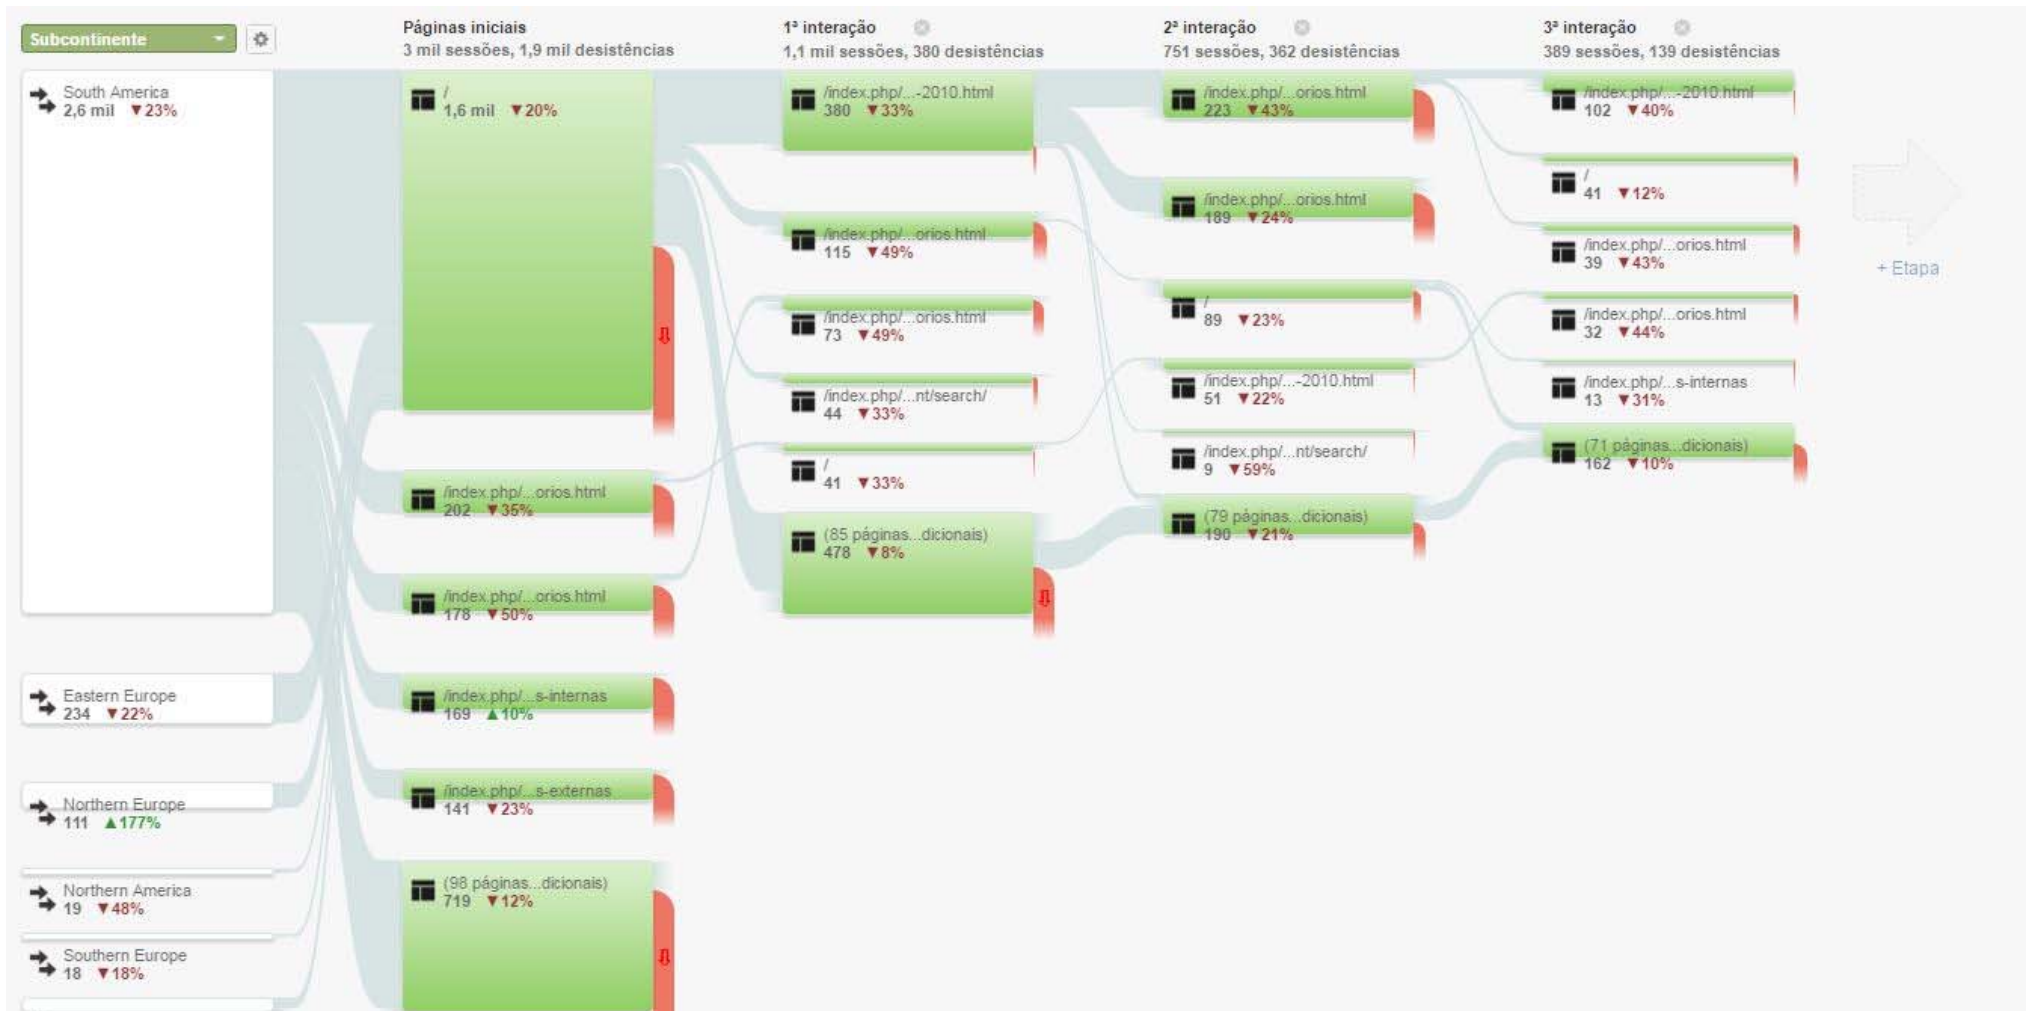 Subcontinente
South America
2,6 mil ▼23%
Eastern Europe
234 ▼22%
Northern Europe
111 ▲177%
Northern America
19 ▼48%
Southern Europe
18 ▼18%
Páginas iniciais
3 mil sessões, 1,9 mil desistências
/
1,6 mil ▼20%
/index.php/...orios.html
202 ▼35%
/index.php/...orios.html
178 ▼50%
/index.php/...s-internas
169 ▲10%
/index.php/...s-externas
141 ▼23%
(98 páginas...dicionais)
719 ▼12%
1ª interação
1,1 mil sessões, 380 desistências
/index.php/...-2010.html
380 ▼33%
/index.php/...orios.html
115 ▼49%
/index.php/...orios.html
73 ▼49%
/index.php/...nt/search/
44 ▼33%
/
41 ▼33%
(85 páginas...dicionais)
478 ▼8%
2ª interação
751 sessões, 362 desistências
/index.php/...orios.html
223 ▼43%
/index.php/...orios.html
189 ▼24%
/
89 ▼23%
/index.php/...-2010.html
51 ▼22%
/index.php/...nt/search/
9 ▼59%
(79 páginas...dicionais)
190 ▼21%
3ª interação
389 sessões, 139 desistências
/index.php/...-2010.html
102 ▼40%
/
41 ▼12%
/index.php/...orios.html
39 ▼43%
/index.php/...orios.html
32 ▼44%
/index.php/...s-internas
13 ▼31%
(71 páginas...dicionais)
162 ▼10%
+ Etapa